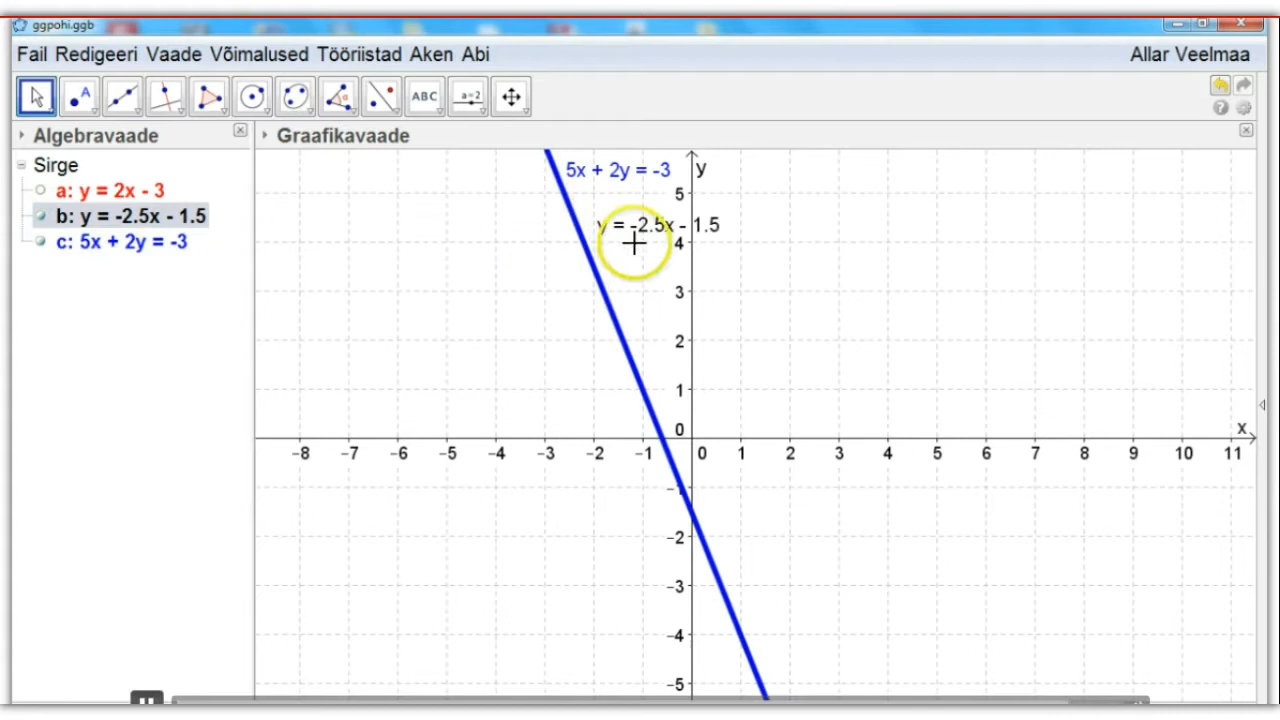 ggpohi.ggb
Fail Redigeeri Vaade Võimalused Tööriistad Aken Abi Allar Veelmaa
A ABC a=2
Algebravaade Graafikavaade
Sirge
a: y = 2x - 3
b: y = -2.5x - 1.5
c: 5x + 2y = -3
5x + 2y = -3
y = -2.5x - 1.5
y
5
4
3
2
1
0
x
-8 -7 -6 -5 -4 -3 -2 -1 0 1 2 3 4 5 6 7 8 9 10 11
-1
-2
-3
-4
-5